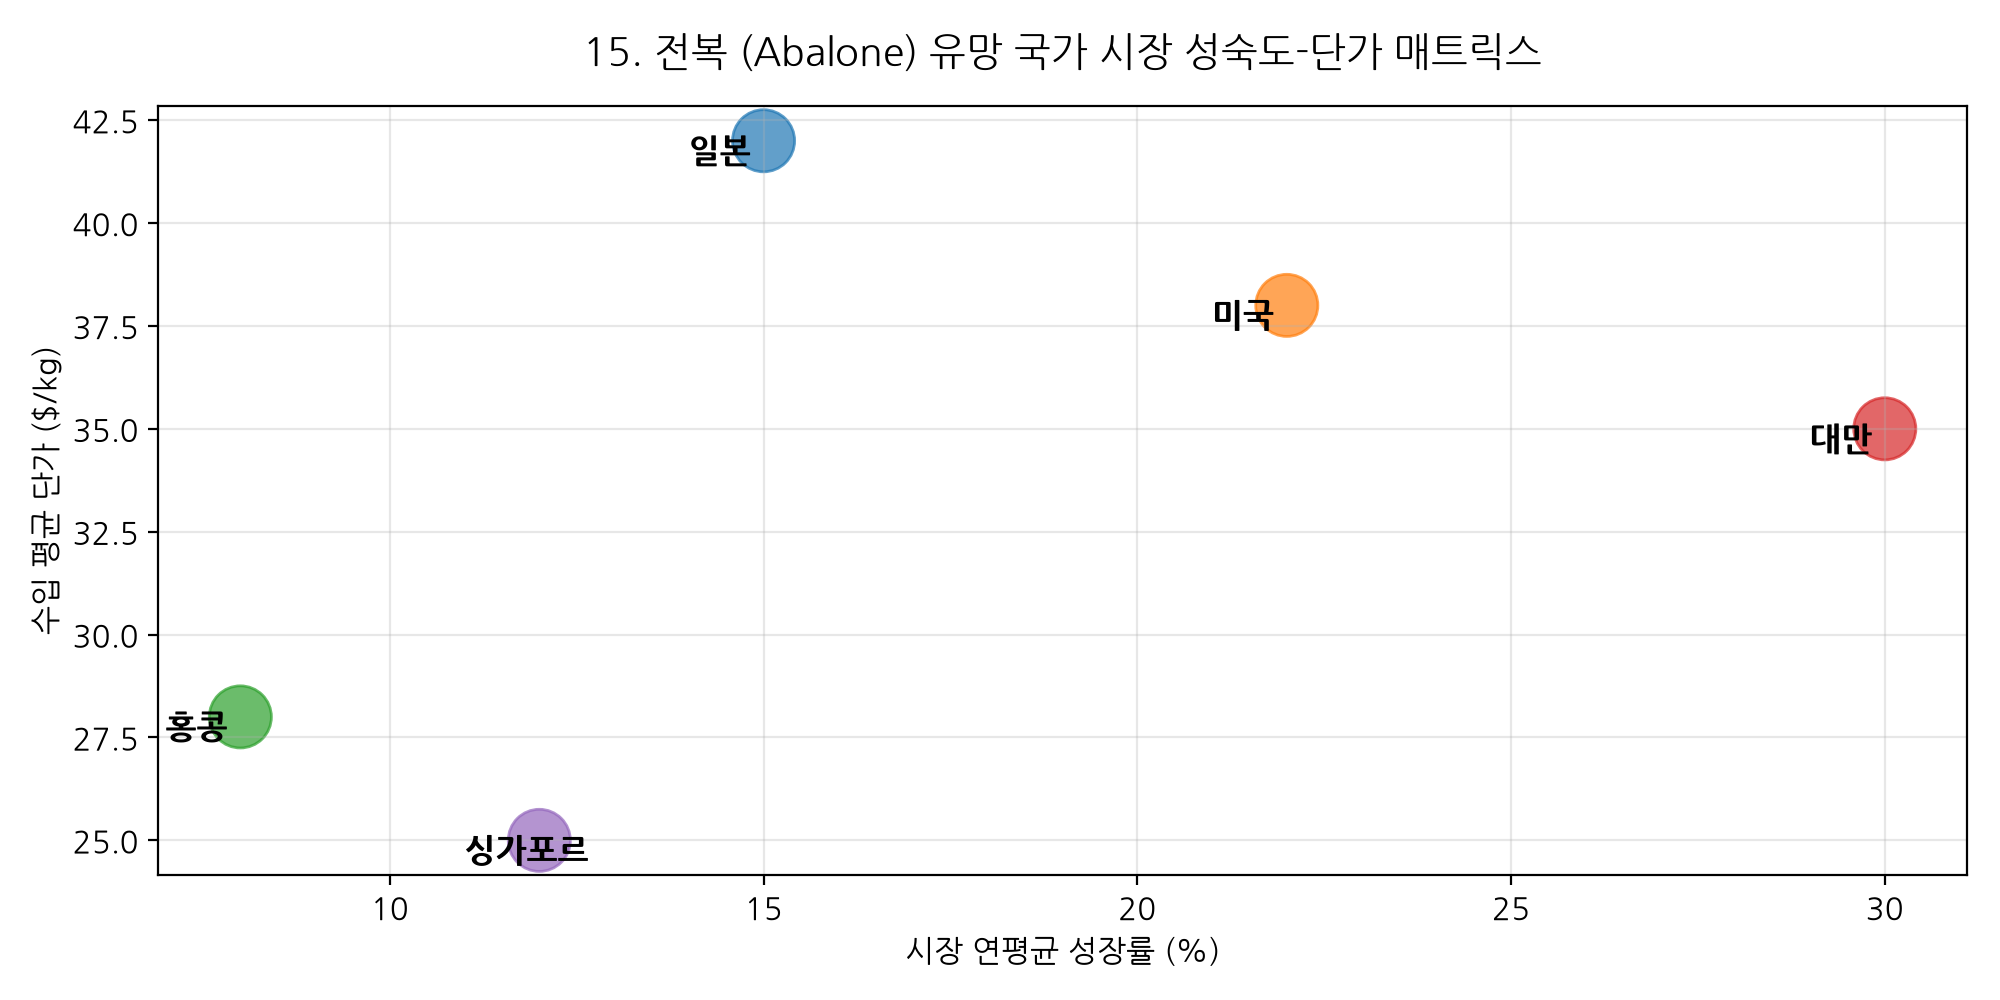 15. 전복 (Abalone) 유망 국가 시장 성숙도-단가 매트릭스
수입 평균 단가 ($/kg)
42.5
40.0
37.5
35.0
32.5
30.0
27.5
25.0
일본
미국
대만
홍콩
싱가포르
10
15
20
25
30
시장 연평균 성장률 (%)